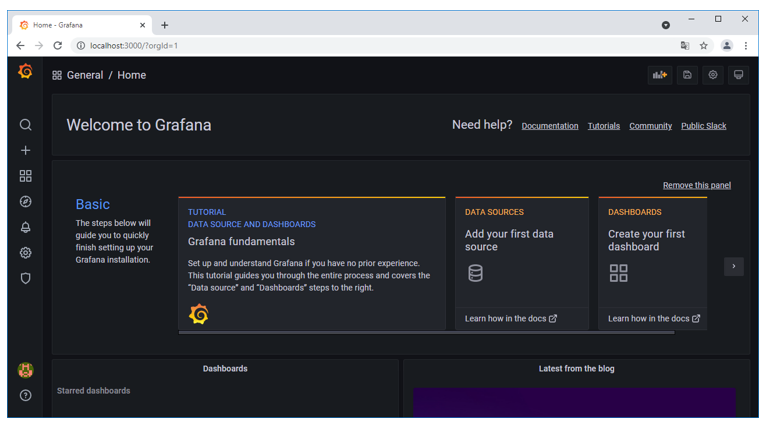 Home - Grafana
localhost:3000/?orgId=1
General / Home
Welcome to Grafana
Need help? Documentation Tutorials Community Public Slack
Remove this panel
Basic
The steps below will
guide you to quickly
finish setting up your
Grafana installation.
TUTORIAL
DATA SOURCE AND DASHBOARDS
Grafana fundamentals
Set up and understand Grafana if you have no prior experience.
This tutorial guides you through the entire process and covers the
"Data source" and "Dashboards" steps to the right.
DATA SOURCES
Add your first data
source
Learn how in the docs
DASHBOARDS
Create your first
dashboard
Learn how in the docs
Dashboards
Starred dashboards
Latest from the blog